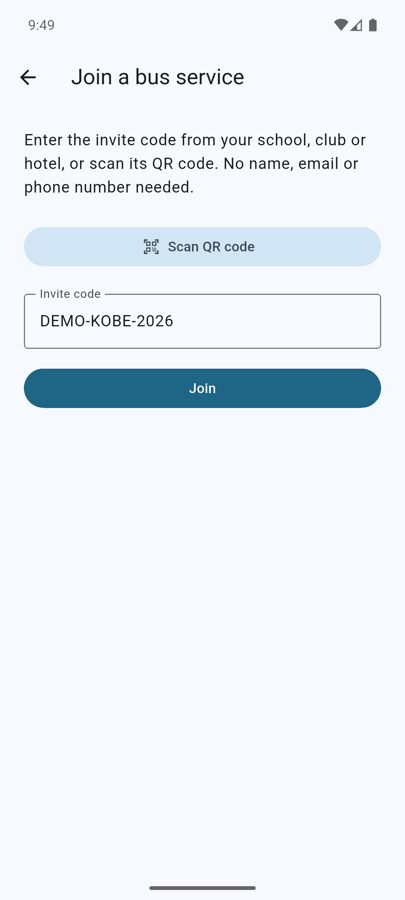 9:49
Join a bus service
Enter the invite code from your school, club or
hotel, or scan its QR code. No name, email or
phone number needed.
Scan QR code
Invite code
DEMO-KOBE-2026
Join